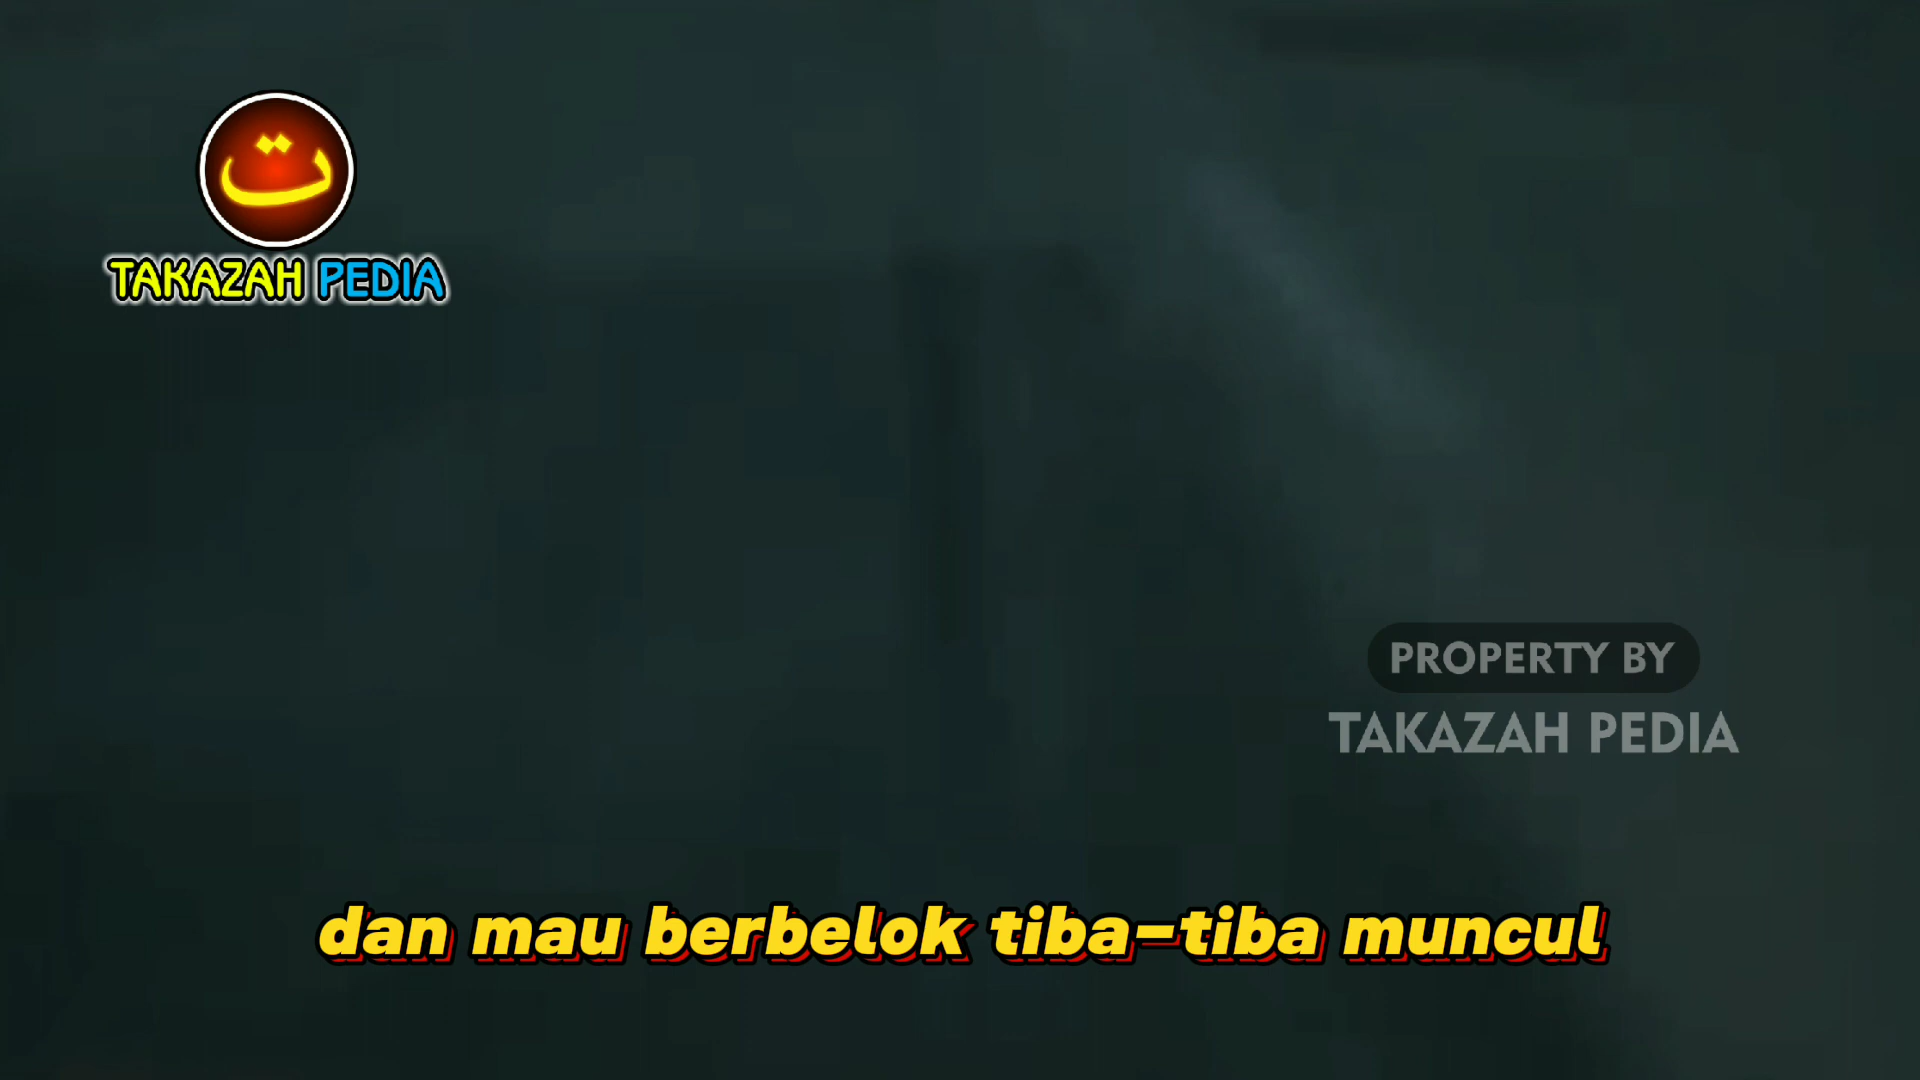 ت
TAKAZAH PEDIA
PROPERTY BY
TAKAZAH PEDIA
dan mau berbelok tiba-tiba muncul